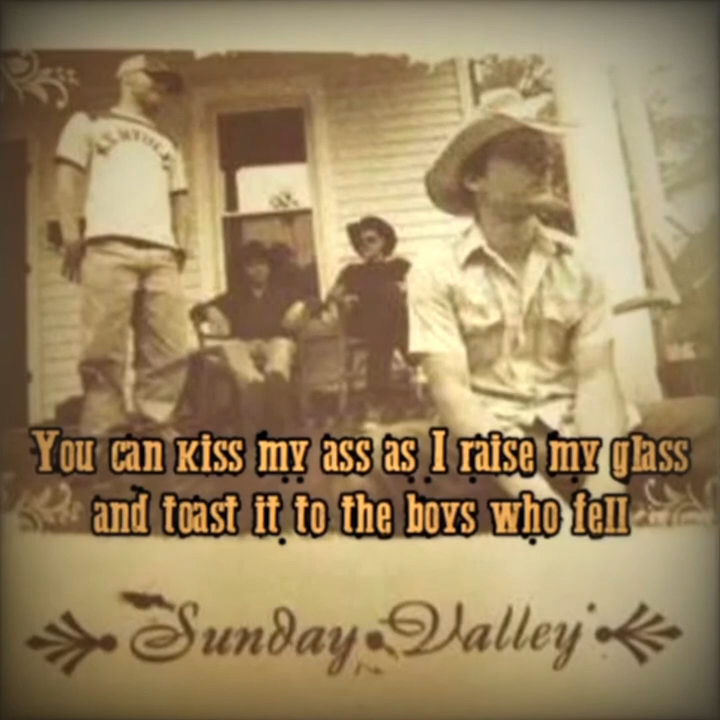 KENTUCKY
You can kiss my ass as I raise my glass
and toast it to the boys who fell
Sunday Valley